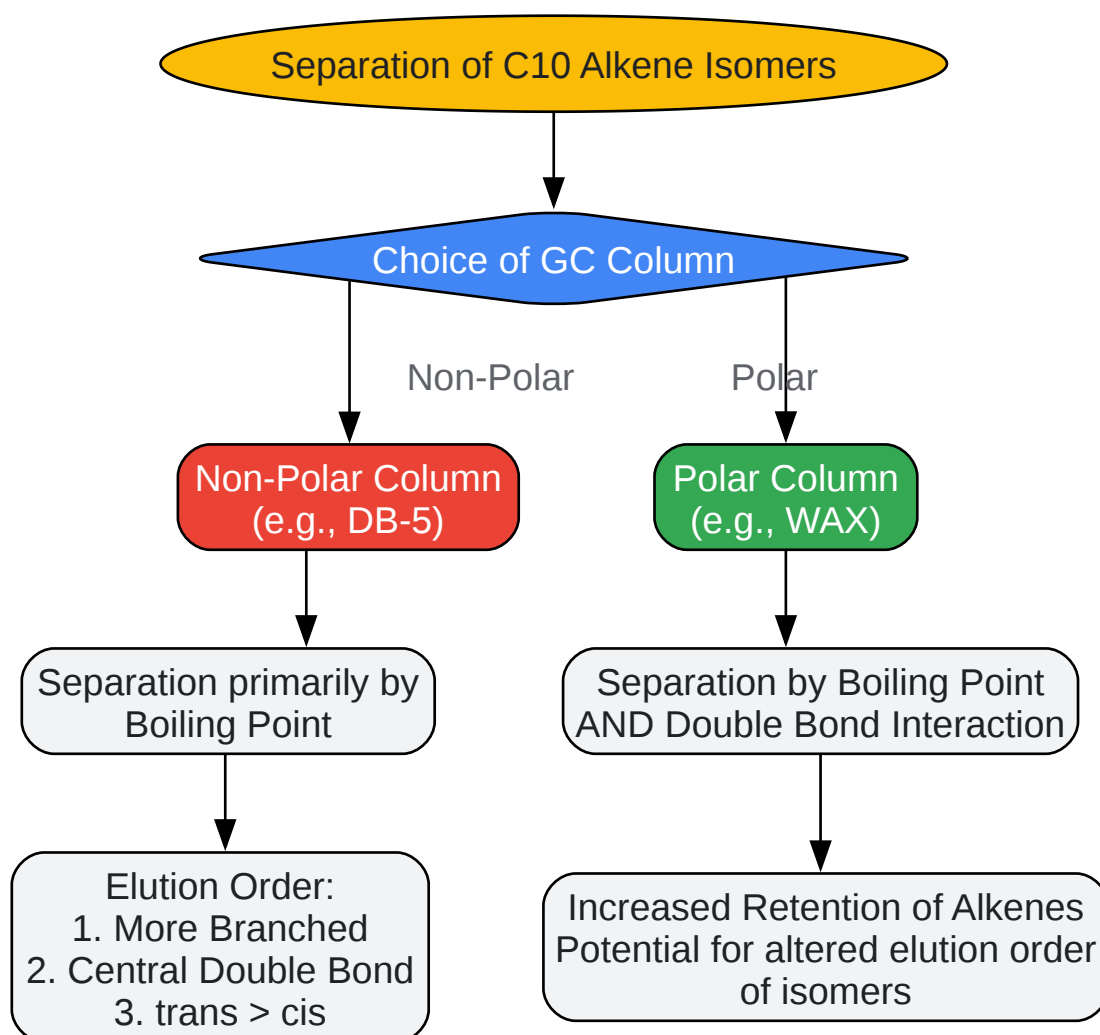 Separation of C10 Alkene Isomers
Choice of GC Column
Non-Polar
Polar
Non-Polar Column
(e.g., DB-5)
Polar Column
(e.g., WAX)
Separation primarily by
Boiling Point
Separation by Boiling Point
AND Double Bond Interaction
Elution Order:
1. More Branched
2. Central Double Bond
3. trans > cis
Increased Retention of Alkenes
Potential for altered elution order
of isomers